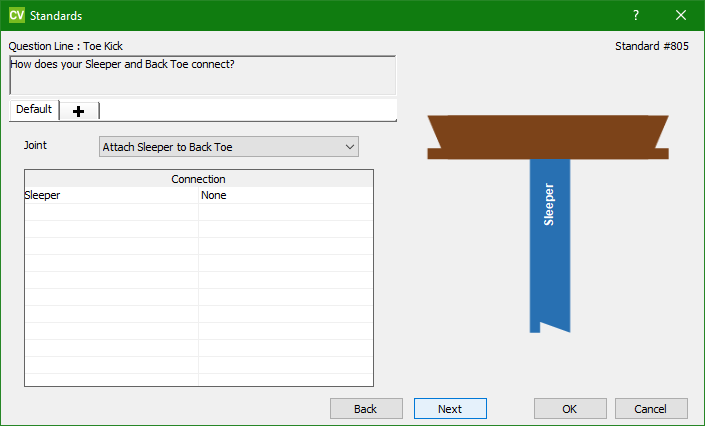 CV Standards
Question Line : Toe Kick
Standard #805
How does your Sleeper and Back Toe connect?
Default
Joint
Attach Sleeper to Back Toe
Connection
Sleeper None
Sleeper
Back
Next
OK
Cancel